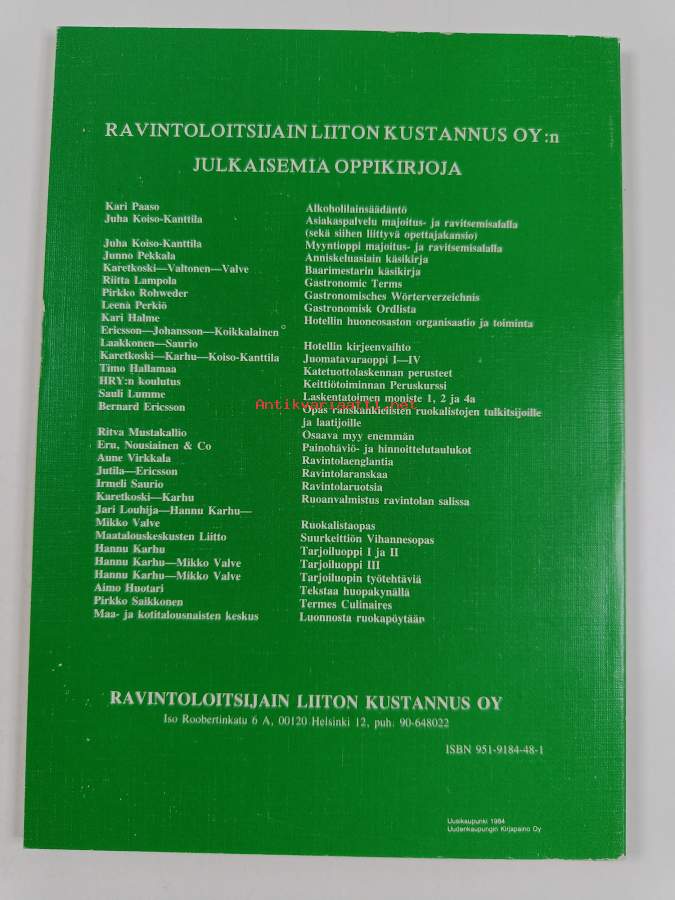 RAVINTOLOITSIJAIN LIITON KUSTANNUS OY:n
JULKAISEMIA OPPIKIRJOJA
Kari Paaso Alkoholilainsäädäntö
Juha Koiso-Kanttila Asiakaspalvelu majoitus- ja ravitsemisalalla
(sekä siihen liittyvä opettajakansio)
Juha Koiso-Kanttila Myyntioppi majoitus- ja ravitsemisalalla
Junno Pekkala Anniskeluasiain käsikirja
Karetkoski—Valtonen—Valve Baarimestarin käsikirja
Riitta Lampola Gastronomic Terms
Pirkko Rohweder Gastronomisches Wörterverzeichnis
Leena Perkiö Gastronomisk Ordlista
Kari Halme Hotellin huoneosaston organisaatio ja toiminta
Ericsson—Johansson—Koikkalainen
Laakkonen—Saurio Hotellin kirjeenvaihto
Karetkoski—Karhu—Koiso-Kanttila Juomatavaraoppi I—IV
Timo Hallamaa Katetuottolaskennan perusteet
HRY:n koulutus Keittiötoiminnan Peruskurssi
Sauli Lumme Laskentatoimen moniste 1, 2 ja 4a
Antikvariaatti.net
Bernard Ericsson Opas ranskankielisten ruokalistojen tulkitsijoille
ja laatijoille
Ritva Mustakallio Osaava myy enemmän
Eru, Nousiainen & Co Painohäviö- ja hinnoittelutaulukot
Aune Virkkala Ravintolaenglantia
Jutila—Ericsson Ravintolaranskaa
Irmeli Saurio Ravintolaruotsia
Karetkoski—Karhu Ruoanvalmistus ravintolan salissa
Jari Louhija—Hannu Karhu—
Mikko Valve Ruokalistaopas
Maatalouskeskusten Liitto Suurkeittiön Vihannesopas
Hannu Karhu Tarjoiluoppi I ja II
Hannu Karhu—Mikko Valve Tarjoiluoppi III
Hannu Karhu—Mikko Valve Tarjoiluopin työtehtäviä
Aimo Huotari Tekstaa huopakynällä
Pirkko Saikkonen Termes Culinaires
Maa- ja kotitalousnaisten keskus Luonnosta ruokapöytään
RAVINTOLOITSIJAIN LIITON KUSTANNUS OY
Iso Roobertinkatu 6 A, 00120 Helsinki 12, puh. 90-648022
ISBN 951-9184-48-1
Uusikaupunki 1984
Uudenkaupungin Kirjapaino Oy